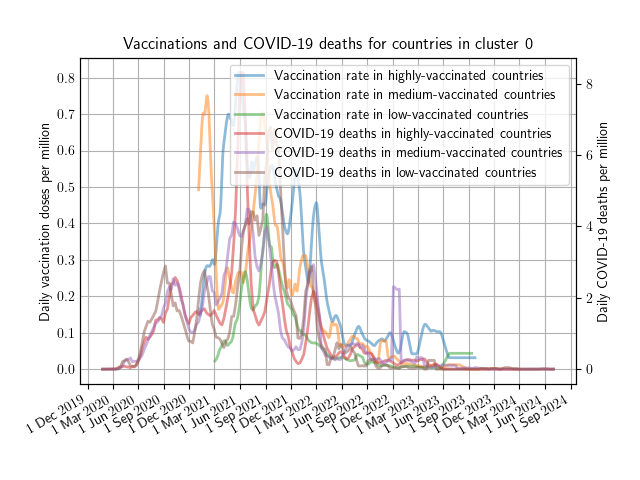 Vaccinations and COVID-19 deaths for countries in cluster 0
Vaccination rate in highly-vaccinated countries
Vaccination rate in medium-vaccinated countries
Vaccination rate in low-vaccinated countries
COVID-19 deaths in highly-vaccinated countries
COVID-19 deaths in medium-vaccinated countries
COVID-19 deaths in low-vaccinated countries
Daily vaccination doses per million
0.8
0.7
0.6
0.5
0.4
0.3
0.2
0.1
0.0
8
6
4
2
0
Daily COVID-19 deaths per million
1 Dec 2019
1 Mar 2020
1 Jun 2020
1 Sep 2020
1 Dec 2020
1 Mar 2021
1 Jun 2021
1 Sep 2021
1 Dec 2021
1 Mar 2022
1 Jun 2022
1 Sep 2022
1 Dec 2022
1 Mar 2023
1 Jun 2023
1 Sep 2023
1 Dec 2023
1 Mar 2024
1 Jun 2024
1 Sep 2024